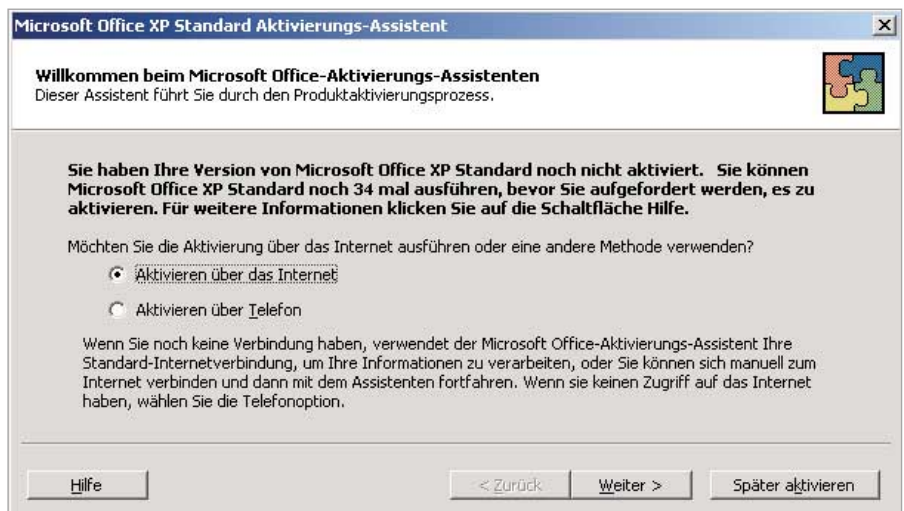 Microsoft Office XP Standard Aktivierungs-Assistent
Willkommen beim Microsoft Office-Aktivierungs-Assistenten
Dieser Assistent führt Sie durch den Produktaktivierungsprozess.
Sie haben Ihre Version von Microsoft Office XP Standard noch nicht aktiviert. Sie können
Microsoft Office XP Standard noch 34 mal ausführen, bevor Sie aufgefordert werden, es zu
aktivieren. Für weitere Informationen klicken Sie auf die Schaltfläche Hilfe.
Möchten Sie die Aktivierung über das Internet ausführen oder eine andere Methode verwenden?
Aktivieren über das Internet
Aktivieren über Telefon
Wenn Sie noch keine Verbindung haben, verwendet der Microsoft Office-Aktivierungs-Assistent Ihre
Standard-Internetverbindung, um Ihre Informationen zu verarbeiten, oder Sie können sich manuell zum
Internet verbinden und dann mit dem Assistenten fortfahren. Wenn sie keinen Zugriff auf das Internet
haben, wählen Sie die Telefonoption.
Hilfe
< Zurück
Weiter >
Später aktivieren